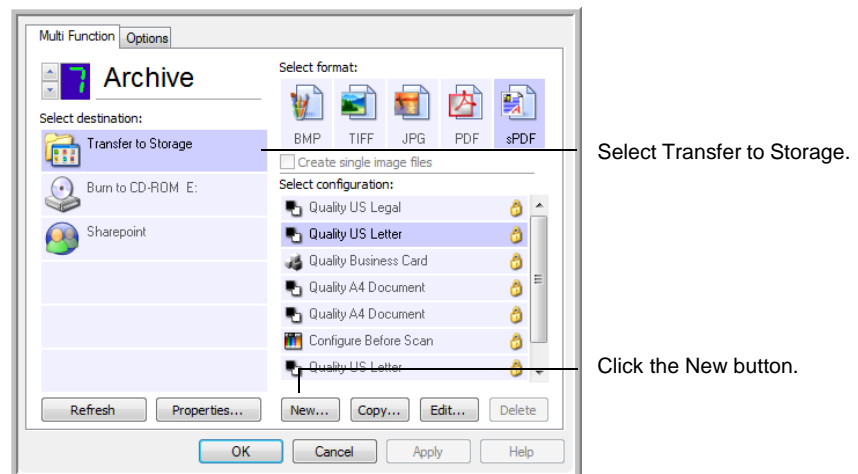 Multi Function
Options
7
Archive
Select destination:
Transfer to Storage
Burn to CD-ROM E:
Sharepoint
Refresh
Properties...
Select format:
BMP
TIFF
JPG
PDF
sPDF
Create single image files
Select configuration:
Quality US Legal
Quality US Letter
Quality Business Card
Quality A4 Document
Quality A4 Document
Configure Before Scan
Quality US Letter
New...
Copy...
Edit...
Delete
OK
Cancel
Apply
Help
Select Transfer to Storage.
Click the New button.